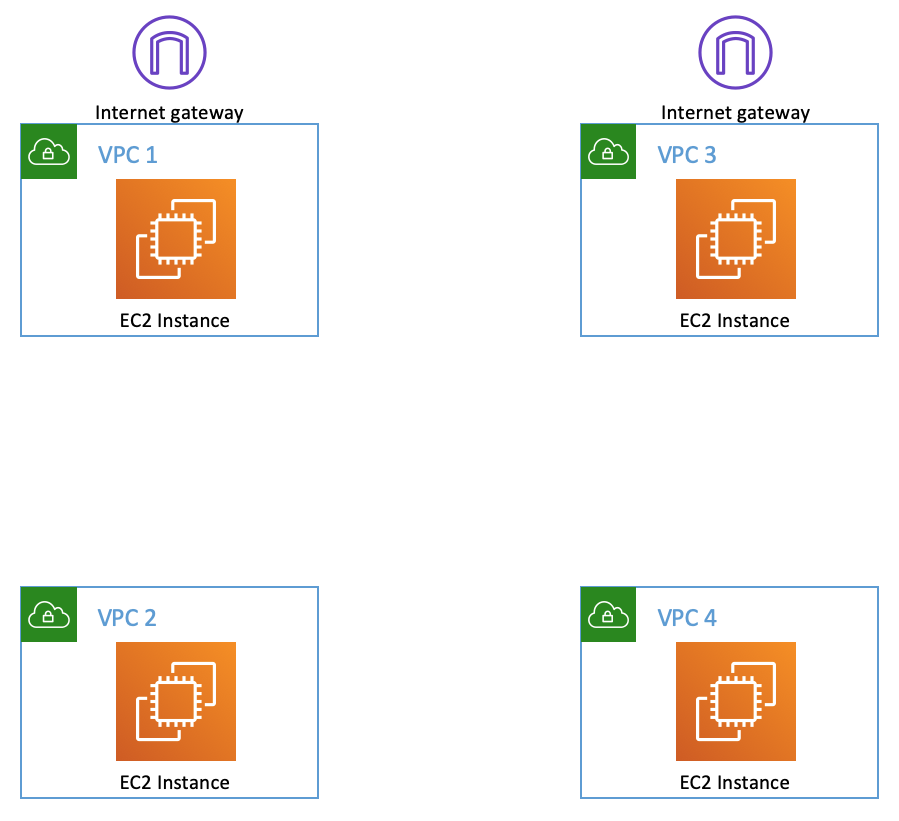 Internet gateway
Internet gateway
VPC 1
VPC 3
EC2 Instance
EC2 Instance
VPC 2
VPC 4
EC2 Instance
EC2 Instance